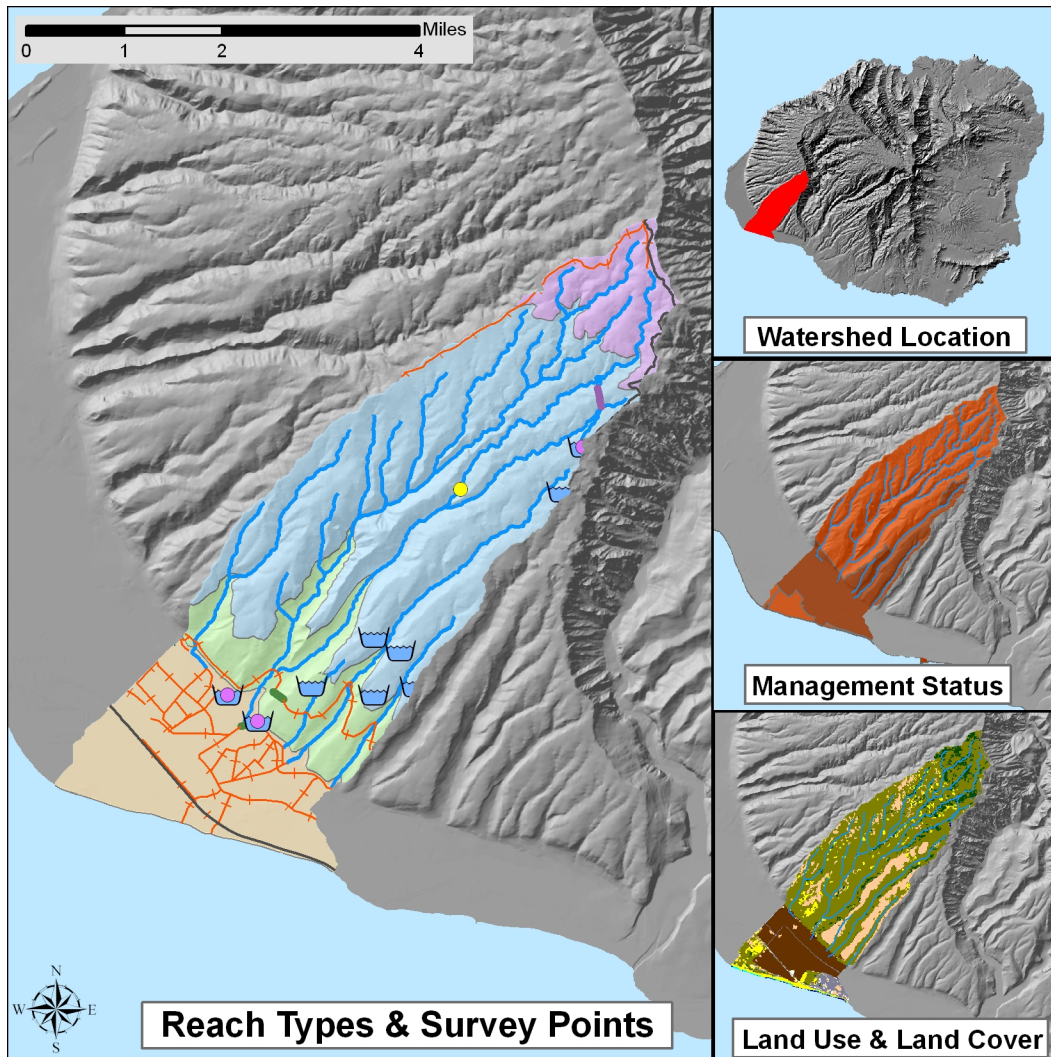 Miles
0 1 2 4
N
W E
S
Reach Types & Survey Points
Watershed Location
Management Status
Land Use & Land Cover